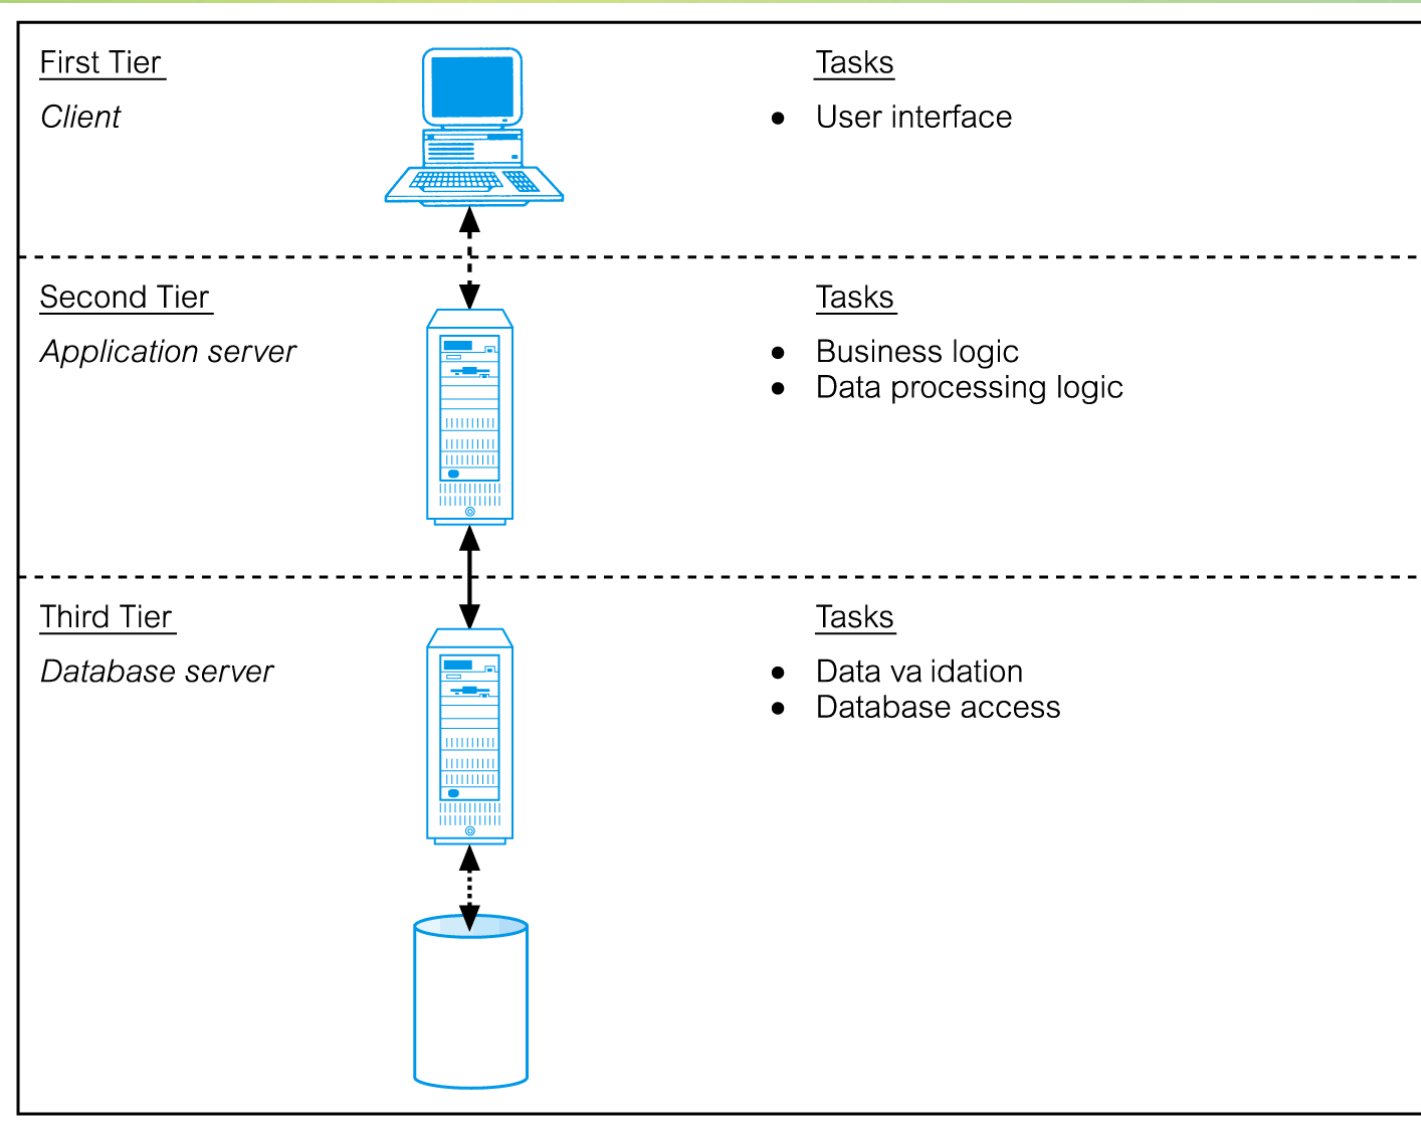 First Tier
Tasks
Client
● User interface
Second Tier
Tasks
Application server
● Business logic
● Data processing logic
Third Tier
Tasks
Database server
● Data va idation
● Database access